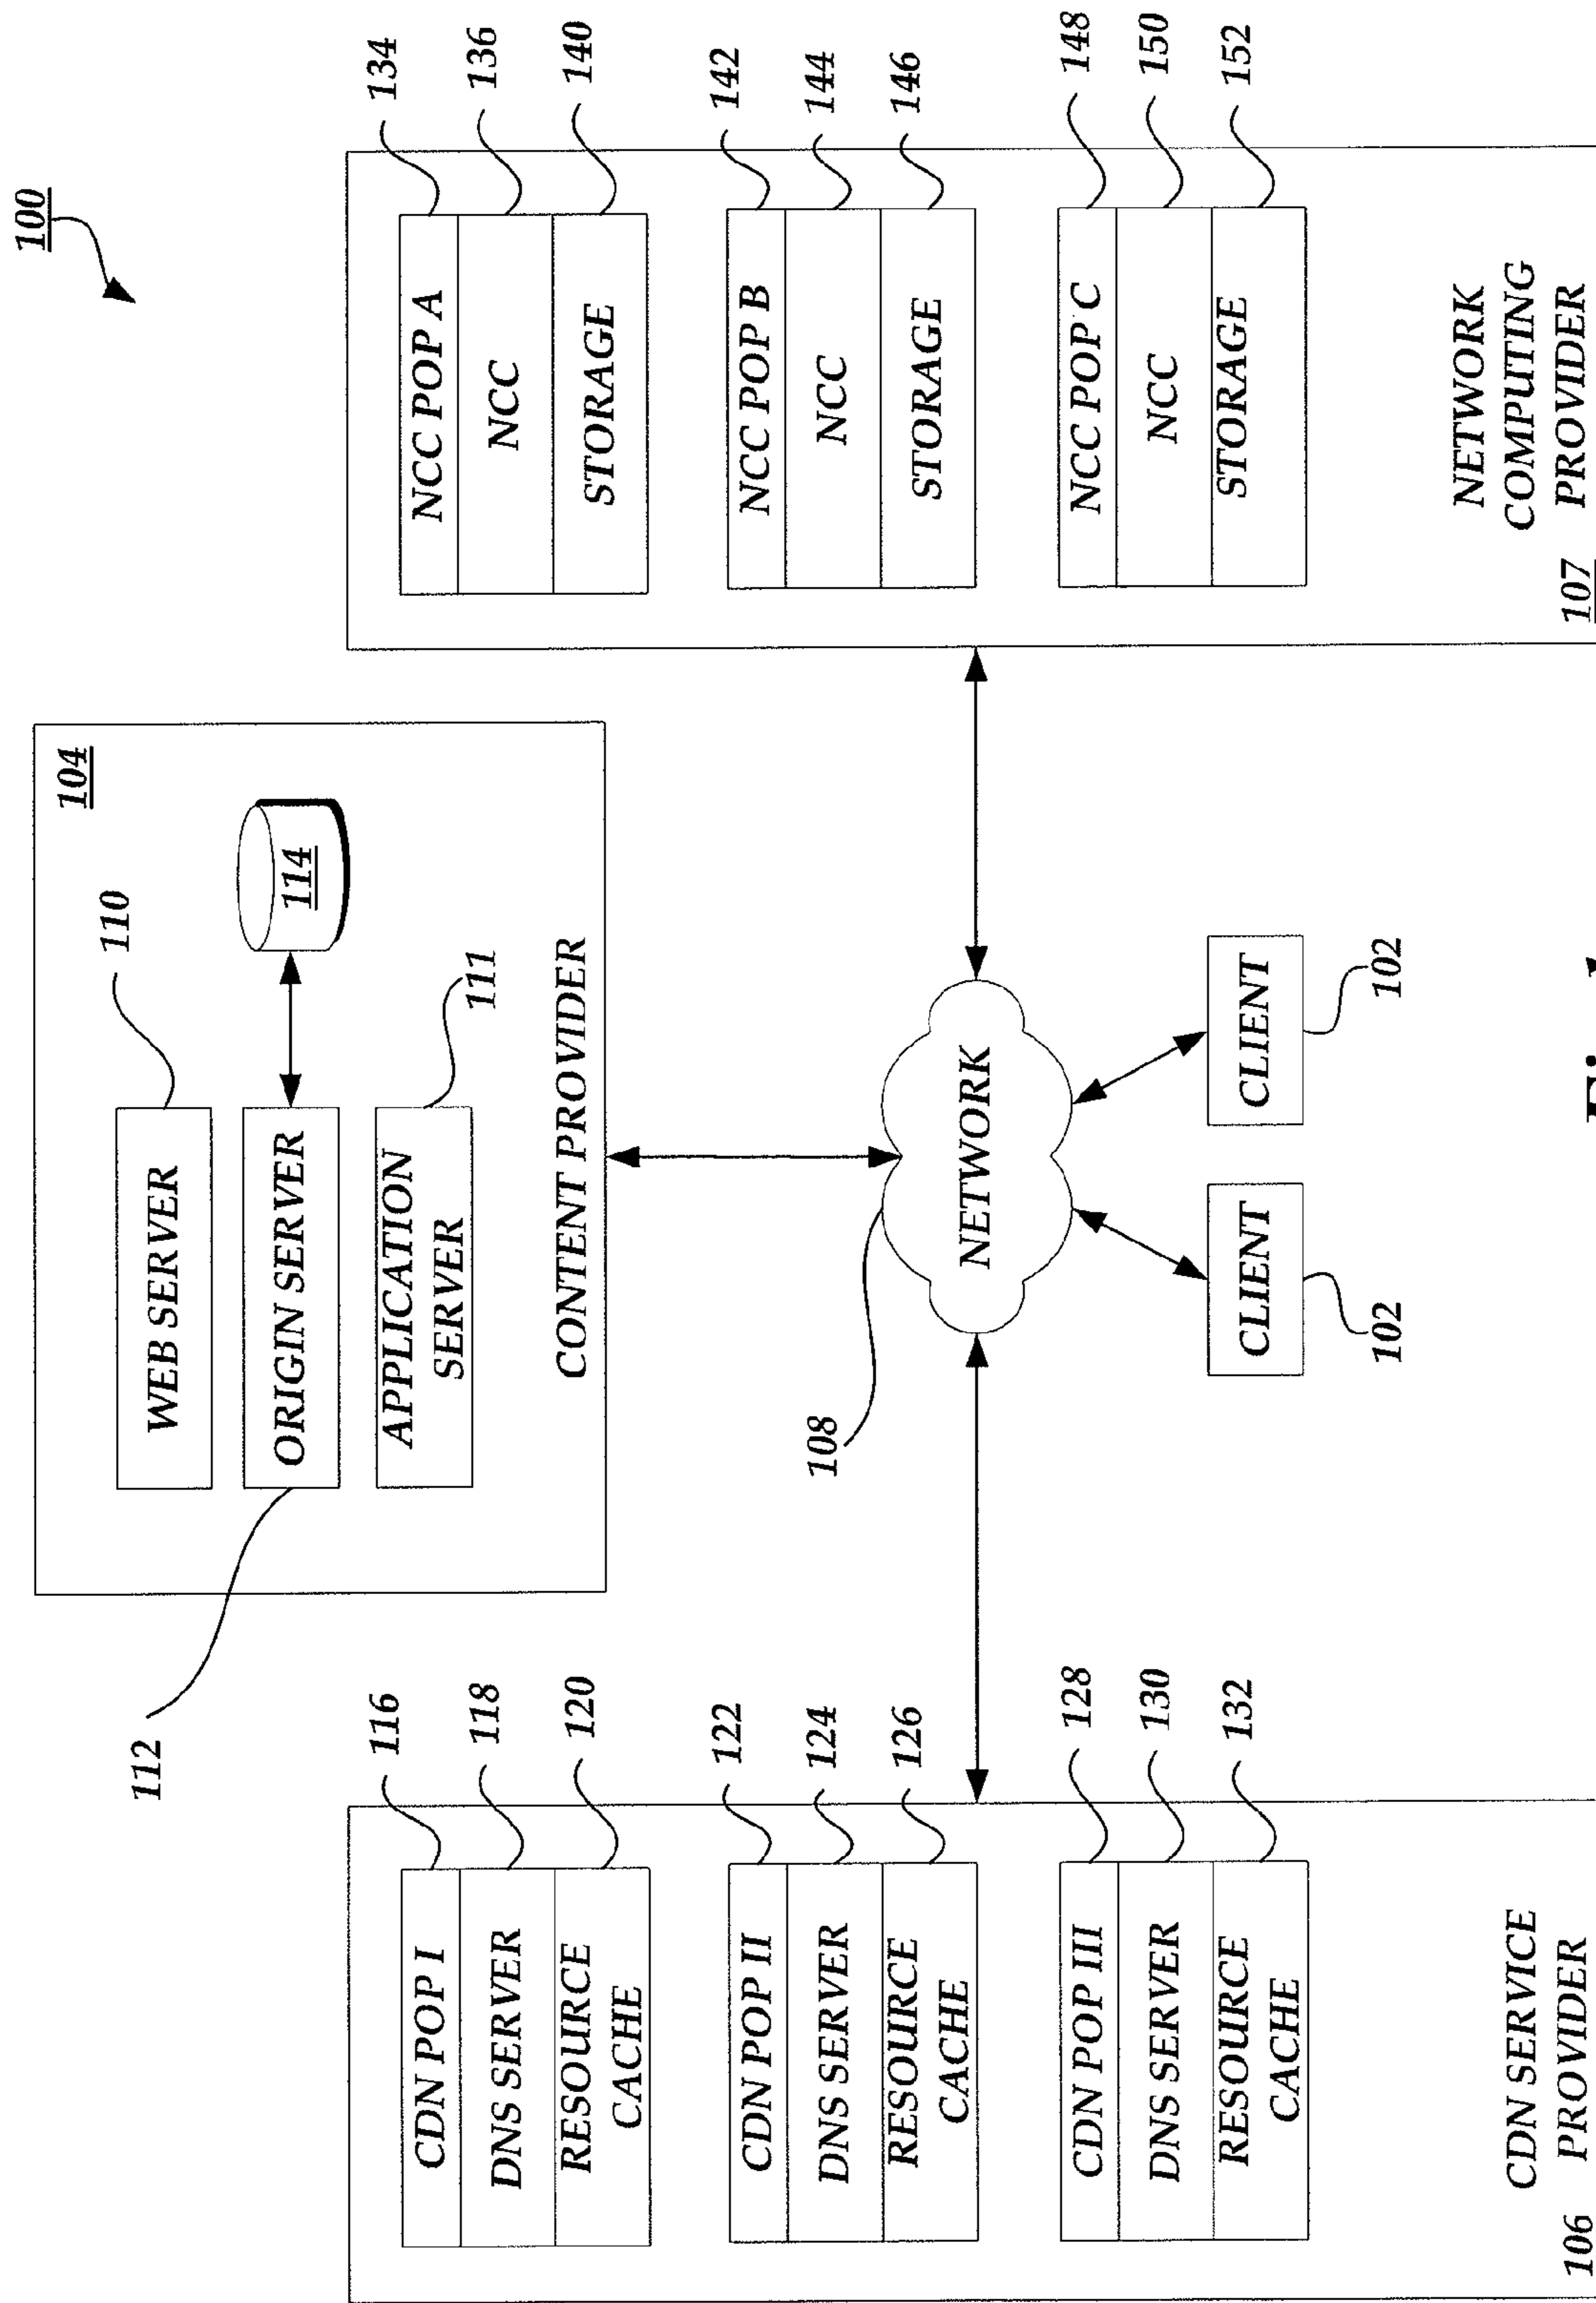 100
104
WEB SERVER
110
ORIGIN SERVER
112
114
APPLICATION
SERVER
111
CONTENT PROVIDER
CDN POP I
116
DNS SERVER
118
RESOURCE
CACHE
120
CDN POP II
122
DNS SERVER
124
RESOURCE
CACHE
126
CDN POP III
128
DNS SERVER
130
RESOURCE
CACHE
132
CDN SERVICE
PROVIDER
106
108
NETWORK
CLIENT
102
CLIENT
102
NCC POP A
134
NCC
136
STORAGE
140
NCC POP B
142
NCC
144
STORAGE
146
NCC POP C
148
NCC
150
STORAGE
152
NETWORK
COMPUTING
PROVIDER
107